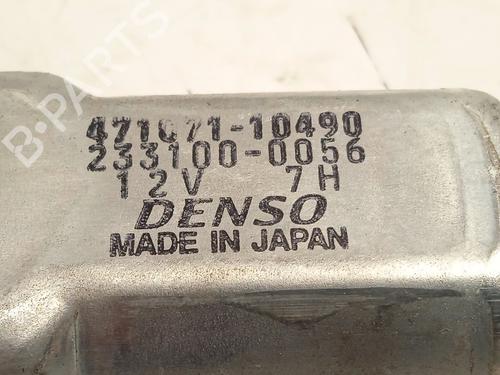 B-PARTS
471071-10490
233100-0056
12V 7H
DENSO
MADE IN JAPAN